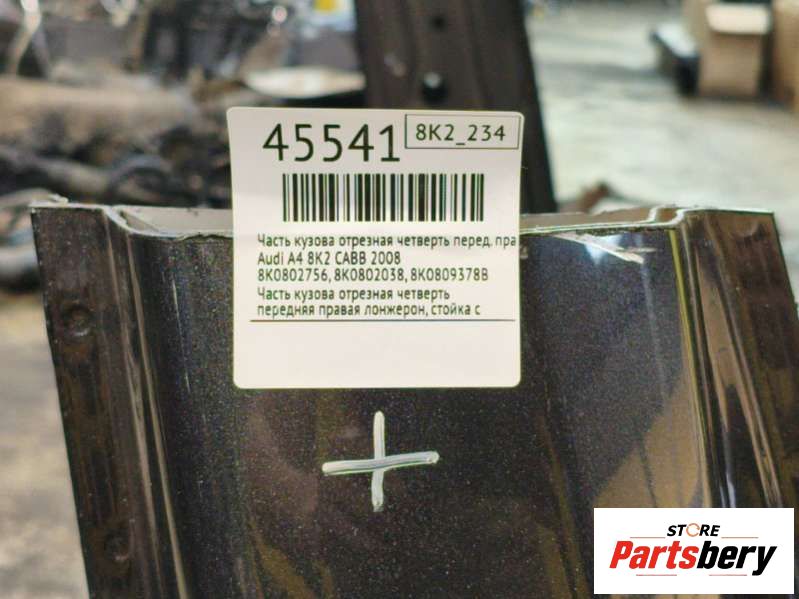 45541
8K2_234
Часть кузова отрезная четверть перед, пра
Audi A4 8K2 CABB 2008
8K0802756, 8K0802038, 8K0809378B
Часть кузова отрезная четверть
передняя правая лонжерон, стойка с
STORE
Partsbery